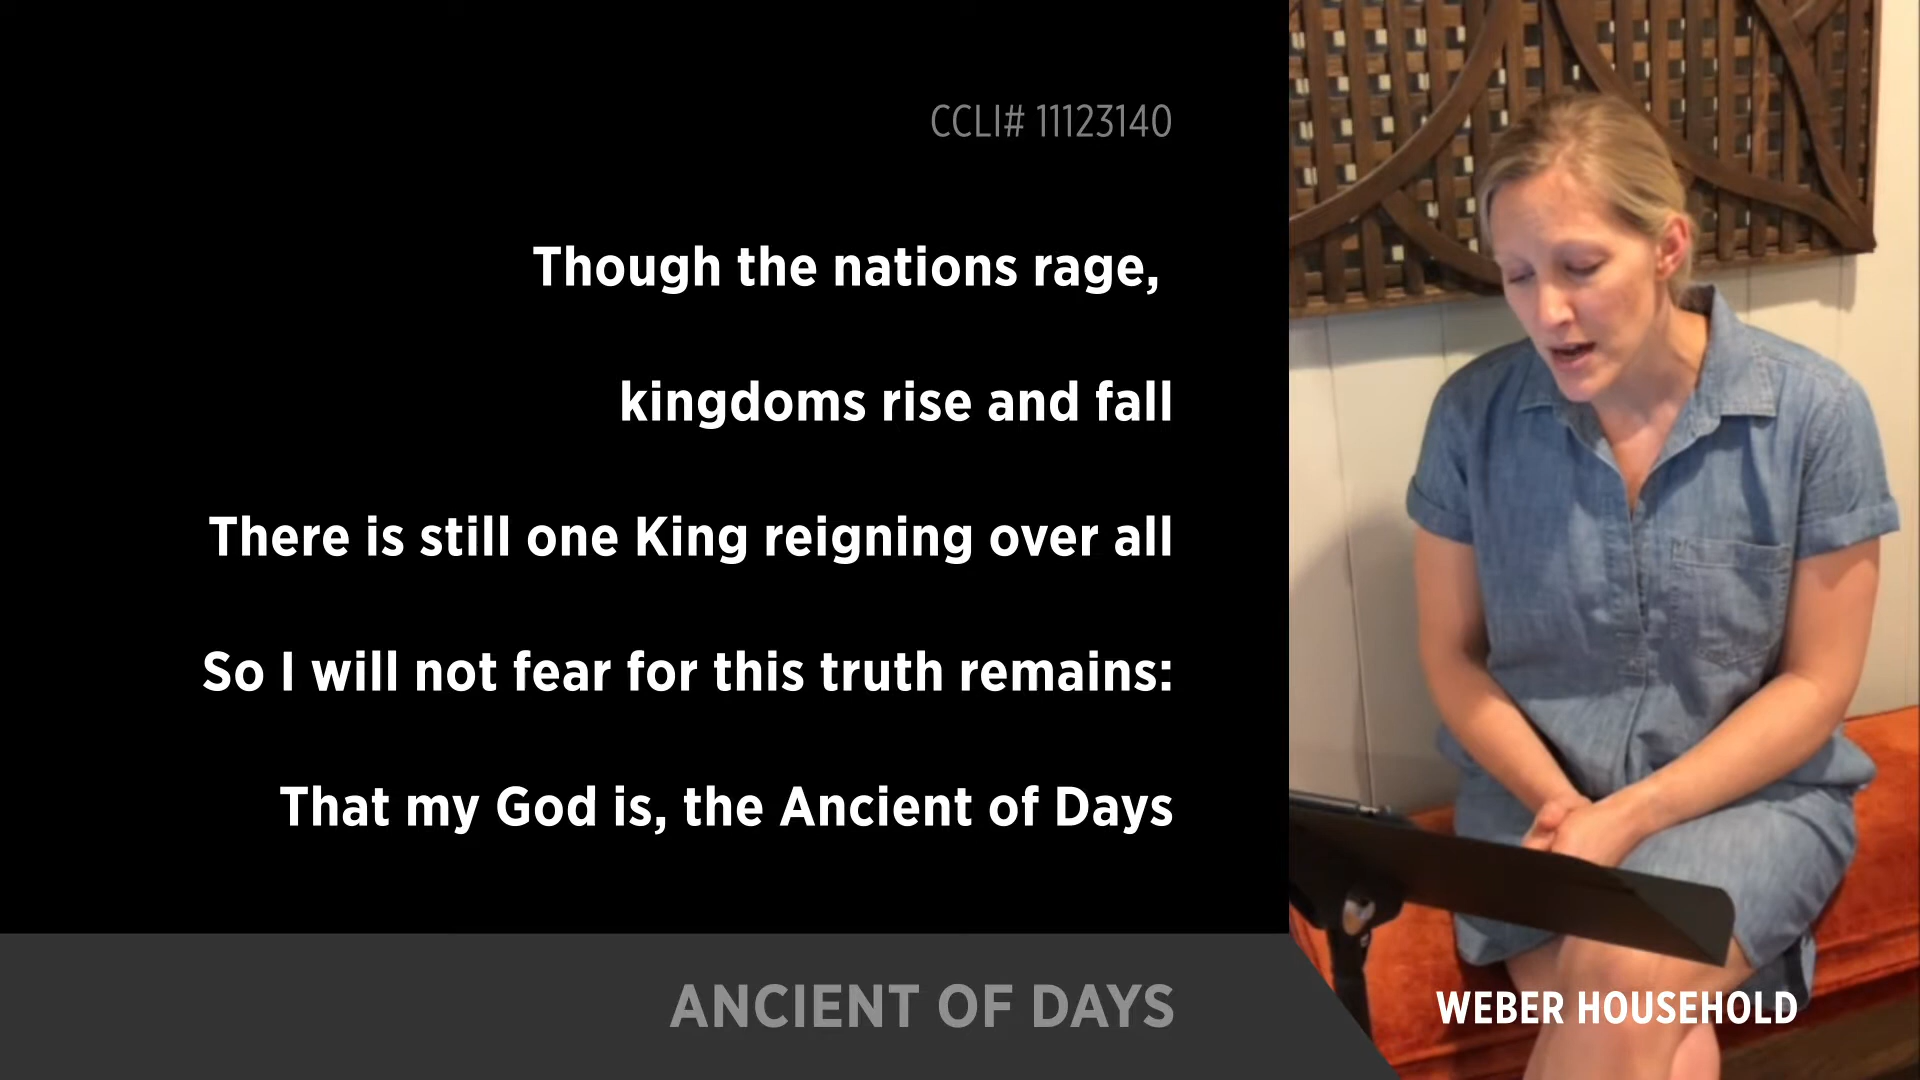 CCLI# 11123140
Though the nations rage,
kingdoms rise and fall
There is still one King reigning over all
So I will not fear for this truth remains:
That my God is, the Ancient of Days
ANCIENT OF DAYS
WEBER HOUSEHOLD